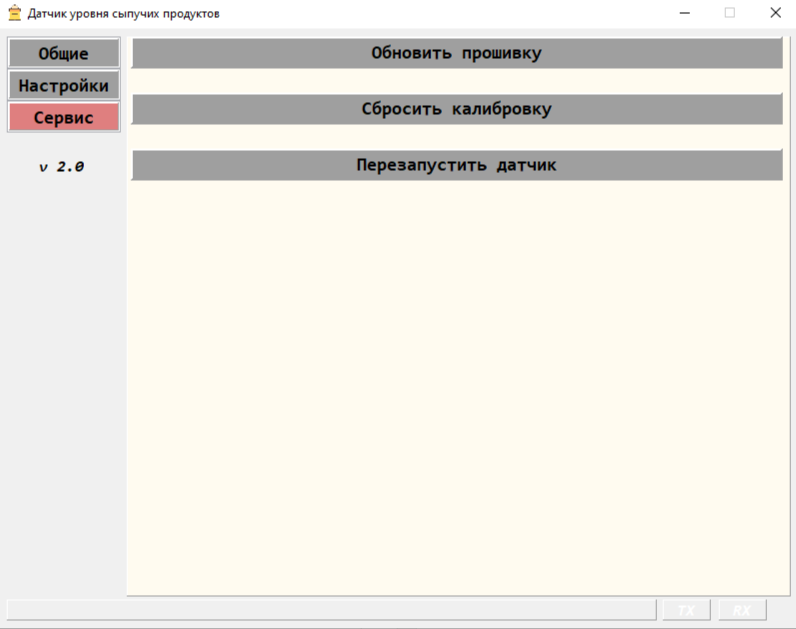 Датчик уровня сыпучих продуктов
Общие
Настройки
Сервис
v 2.0
Обновить прошивку
Сбросить калибровку
Перезапустить датчик
TX
RX